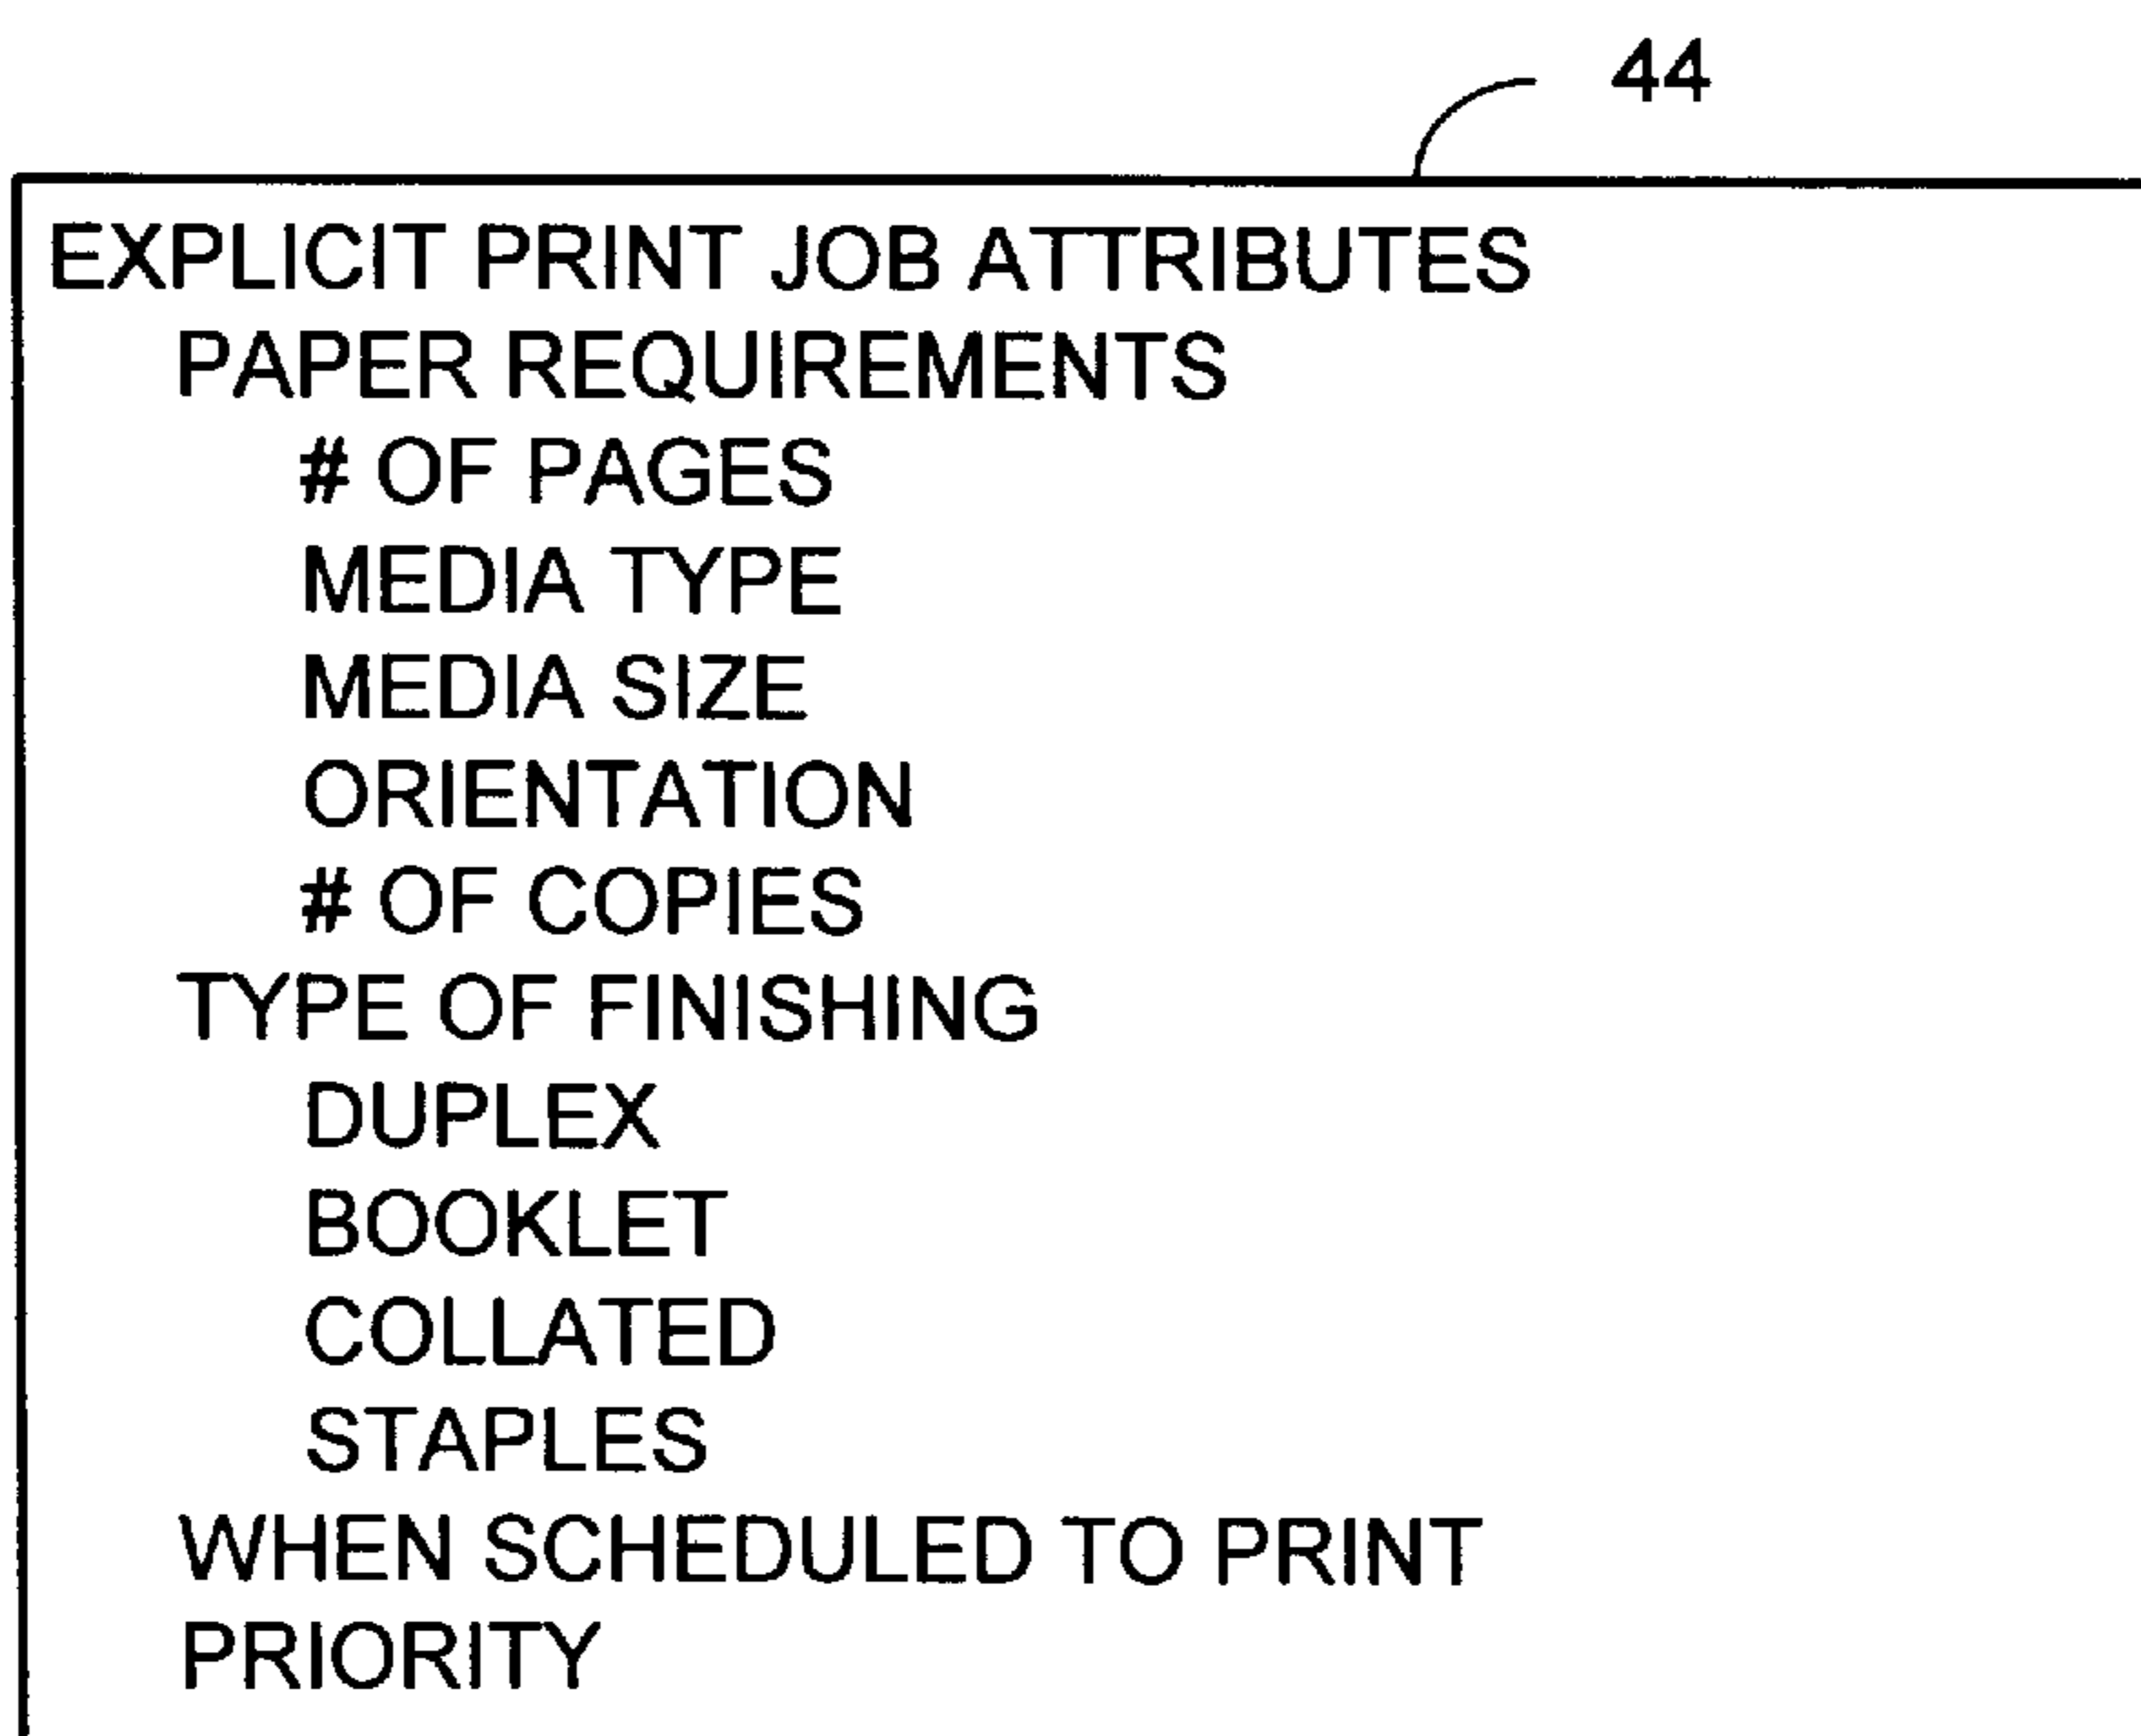 44
EXPLICIT PRINT JOB ATTRIBUTES
PAPER REQUIREMENTS
# OF PAGES
MEDIA TYPE
MEDIA SIZE
ORIENTATION
# OF COPIES
TYPE OF FINISHING
DUPLEX
BOOKLET
COLLATED
STAPLES
WHEN SCHEDULED TO PRINT
PRIORITY